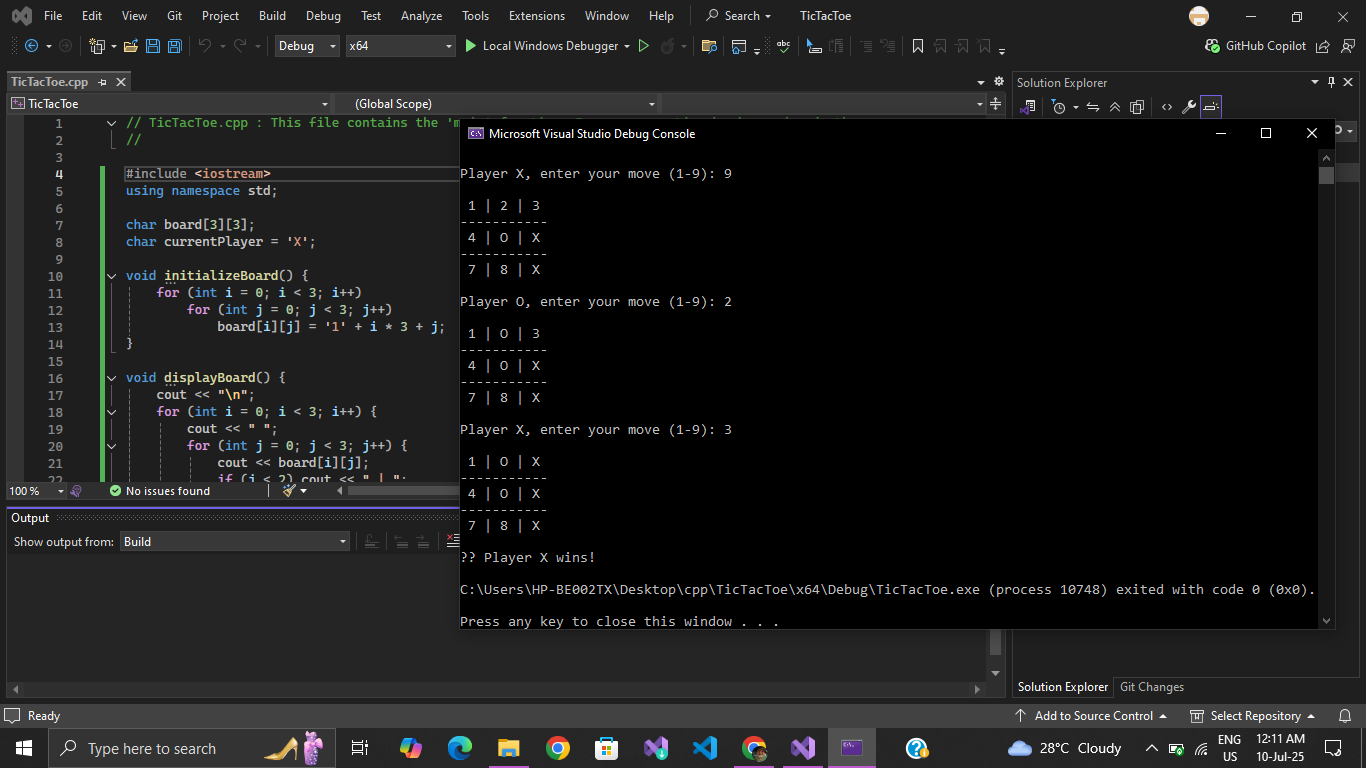 File Edit View Git Project Build Debug Test Analyze Tools Extensions Window Help Search TicTacToe
Debug x64 Local Windows Debugger GitHub Copilot
TicTacToe.cpp
TicTacToe (Global Scope)
1 // TicTacToe.cpp : This file contains the
2 //
3
4 #include <iostream>
5 using namespace std;
6
7 char board[3][3];
8 char currentPlayer = 'X';
9
10 void initializeBoard() {
11 for (int i = 0; i < 3; i++)
12 for (int j = 0; j < 3; j++)
13 board[i][j] = '1' + i * 3 + j;
14 }
15
16 void displayBoard() {
17 cout << "\n";
18 for (int i = 0; i < 3; i++) {
19 cout << " ";
20 for (int j = 0; j < 3; j++) {
21 cout << board[i][j];
22 if (j < 2) cout << " | ";
100 % No issues found
Output
Show output from: Build
Microsoft Visual Studio Debug Console
Player X, enter your move (1-9): 9
1 | 2 | 3
-----------
4 | O | X
-----------
7 | 8 | X
Player O, enter your move (1-9): 2
1 | O | 3
-----------
4 | O | X
-----------
7 | 8 | X
Player X, enter your move (1-9): 3
1 | O | X
-----------
4 | O | X
-----------
7 | 8 | X
?? Player X wins!
C:\Users\HP-BE002TX\Desktop\cpp\TicTacToe\x64\Debug\TicTacToe.exe (process 10748) exited with code 0 (0x0).
Press any key to close this window . . .
Solution Explorer
Solution Explorer Git Changes
Ready Add to Source Control Select Repository
Type here to search 28°C Cloudy ENG US 12:11 AM 10-Jul-25